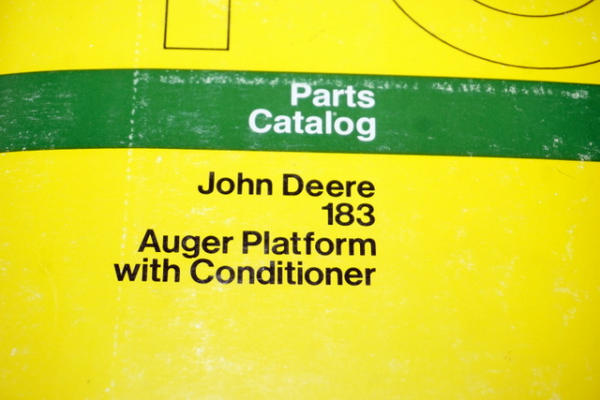 Parts
Catalog
John Deere
183
Auger Platform
with Conditioner